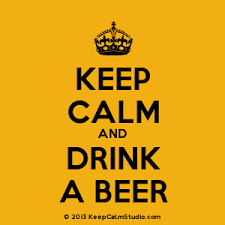 KEEP
CALM
AND
DRINK
A BEER
© 2013 KeepCalmStudio.com